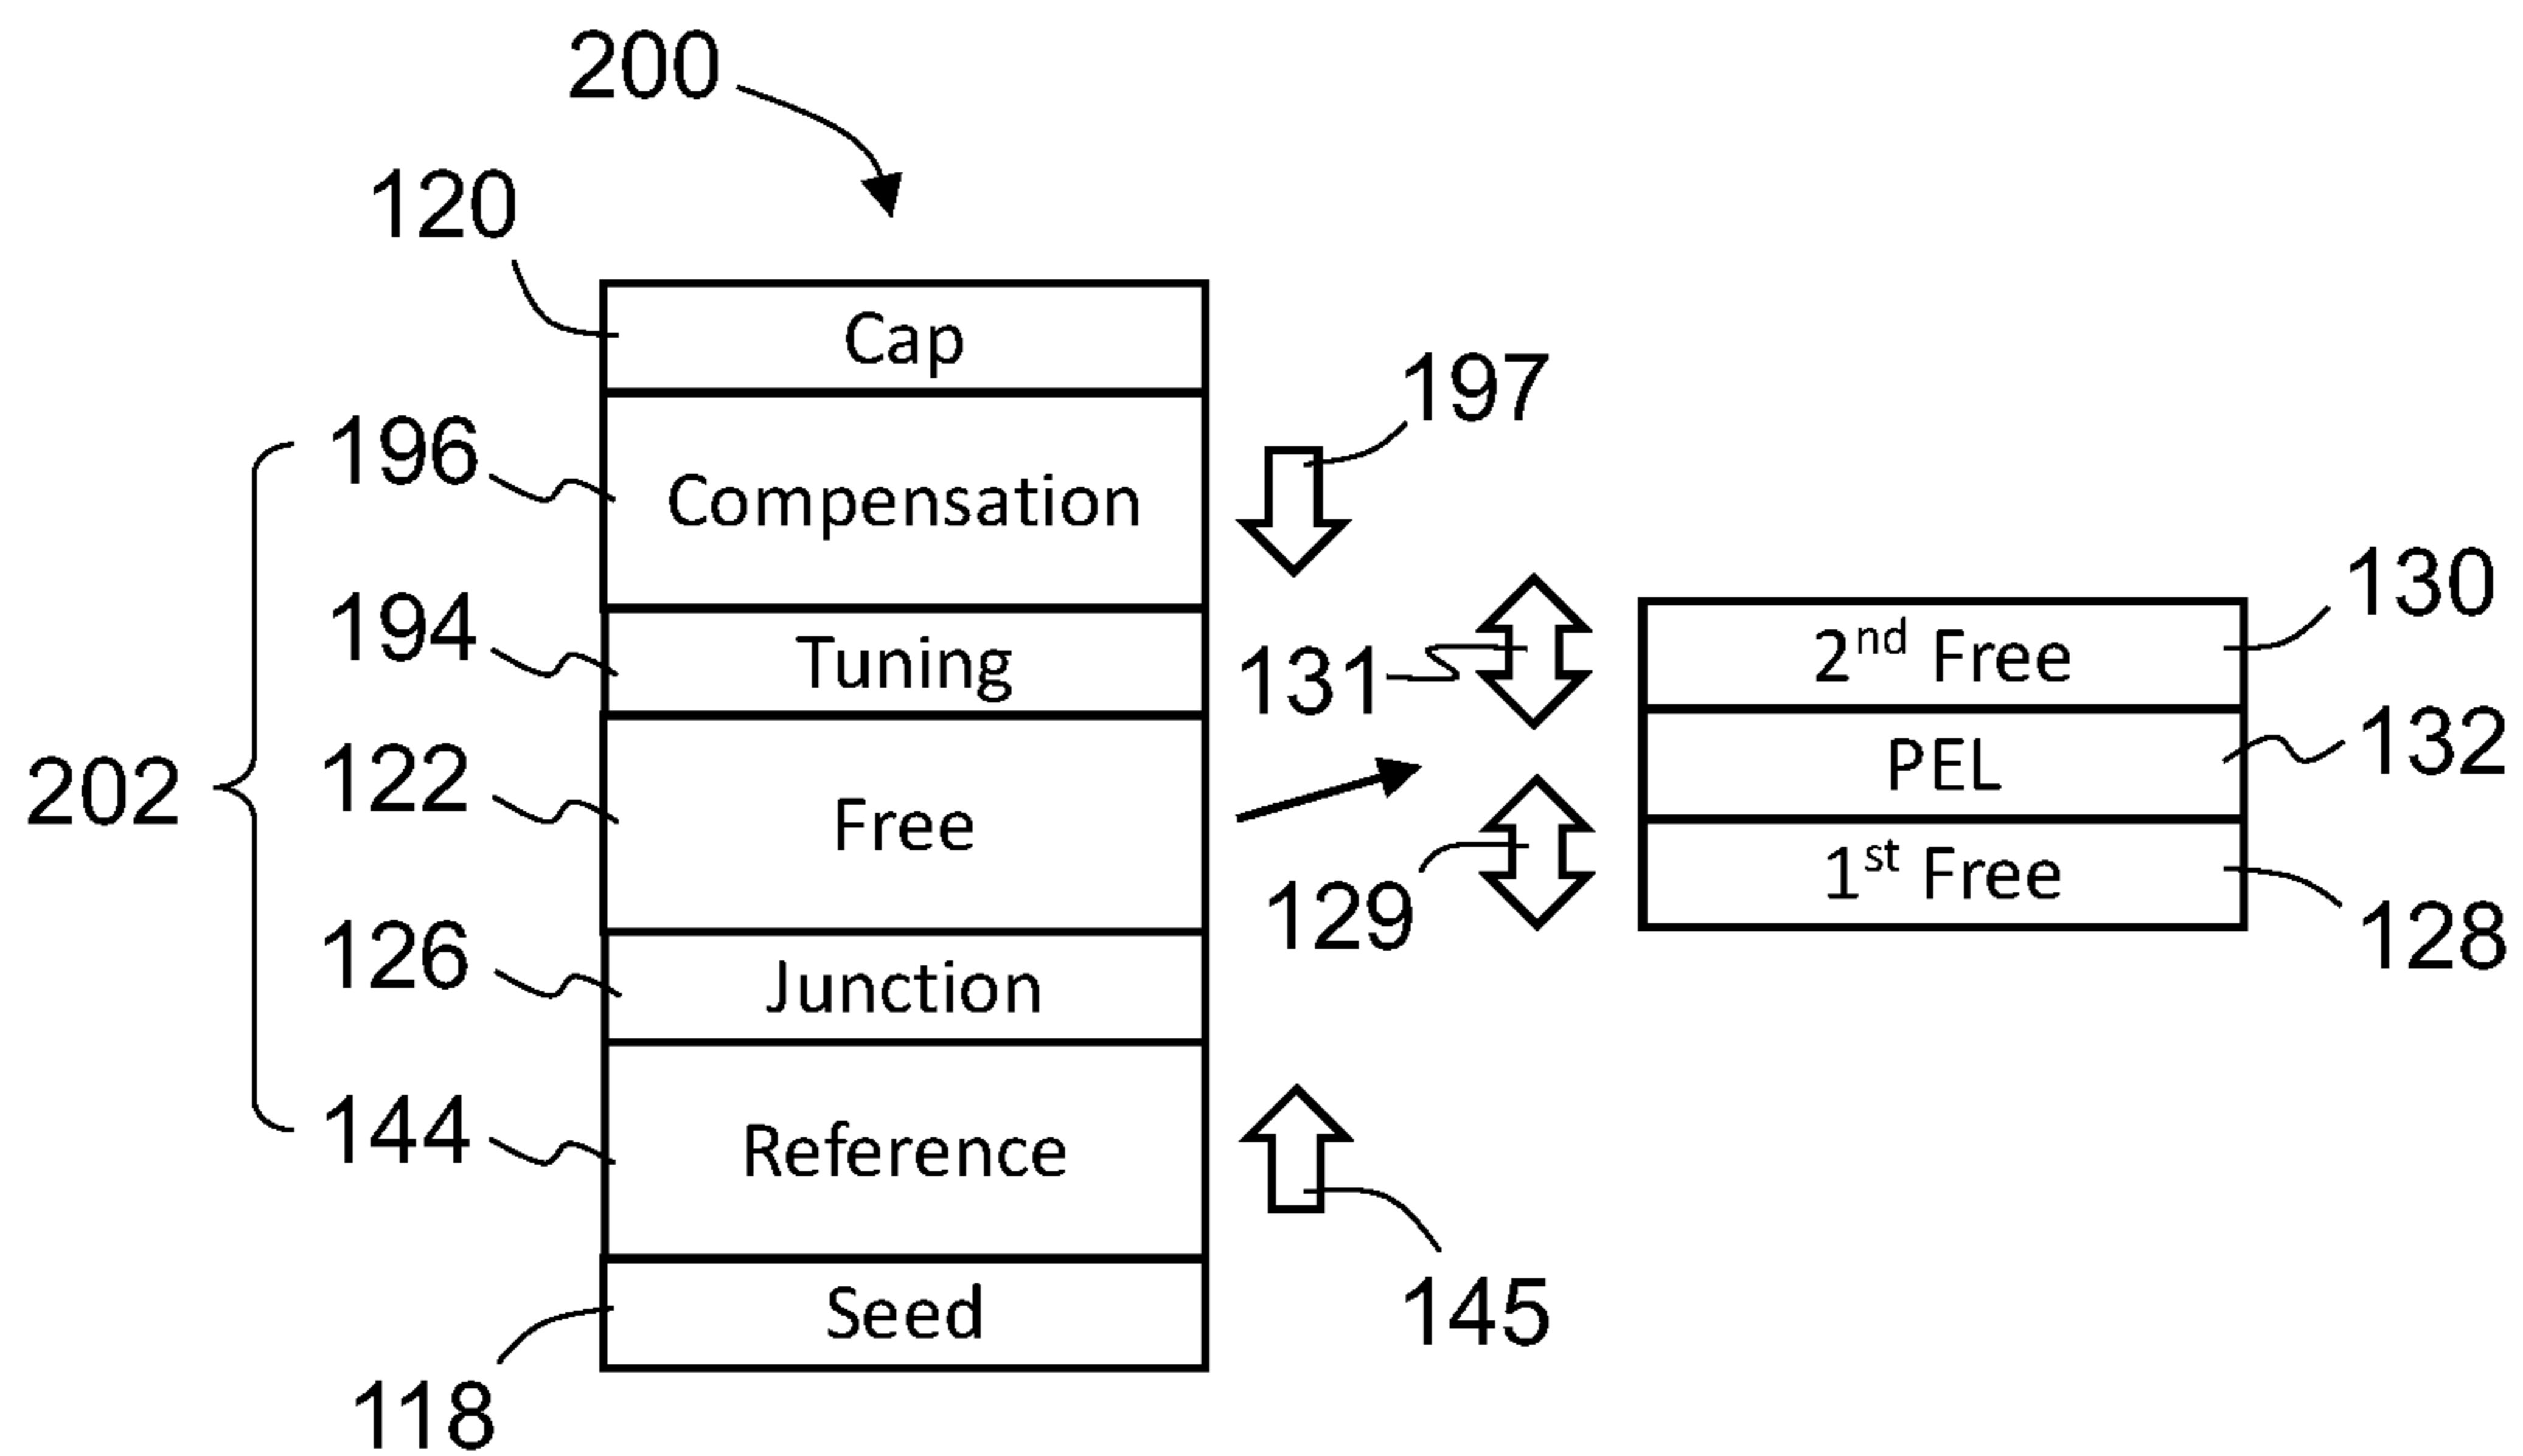 200
120
Cap
197
196
Compensation
130
2nd Free
194
Tuning
131
132
PEL
122
202
Free
129
1st Free
128
126
Junction
144
Reference
145
Seed
118